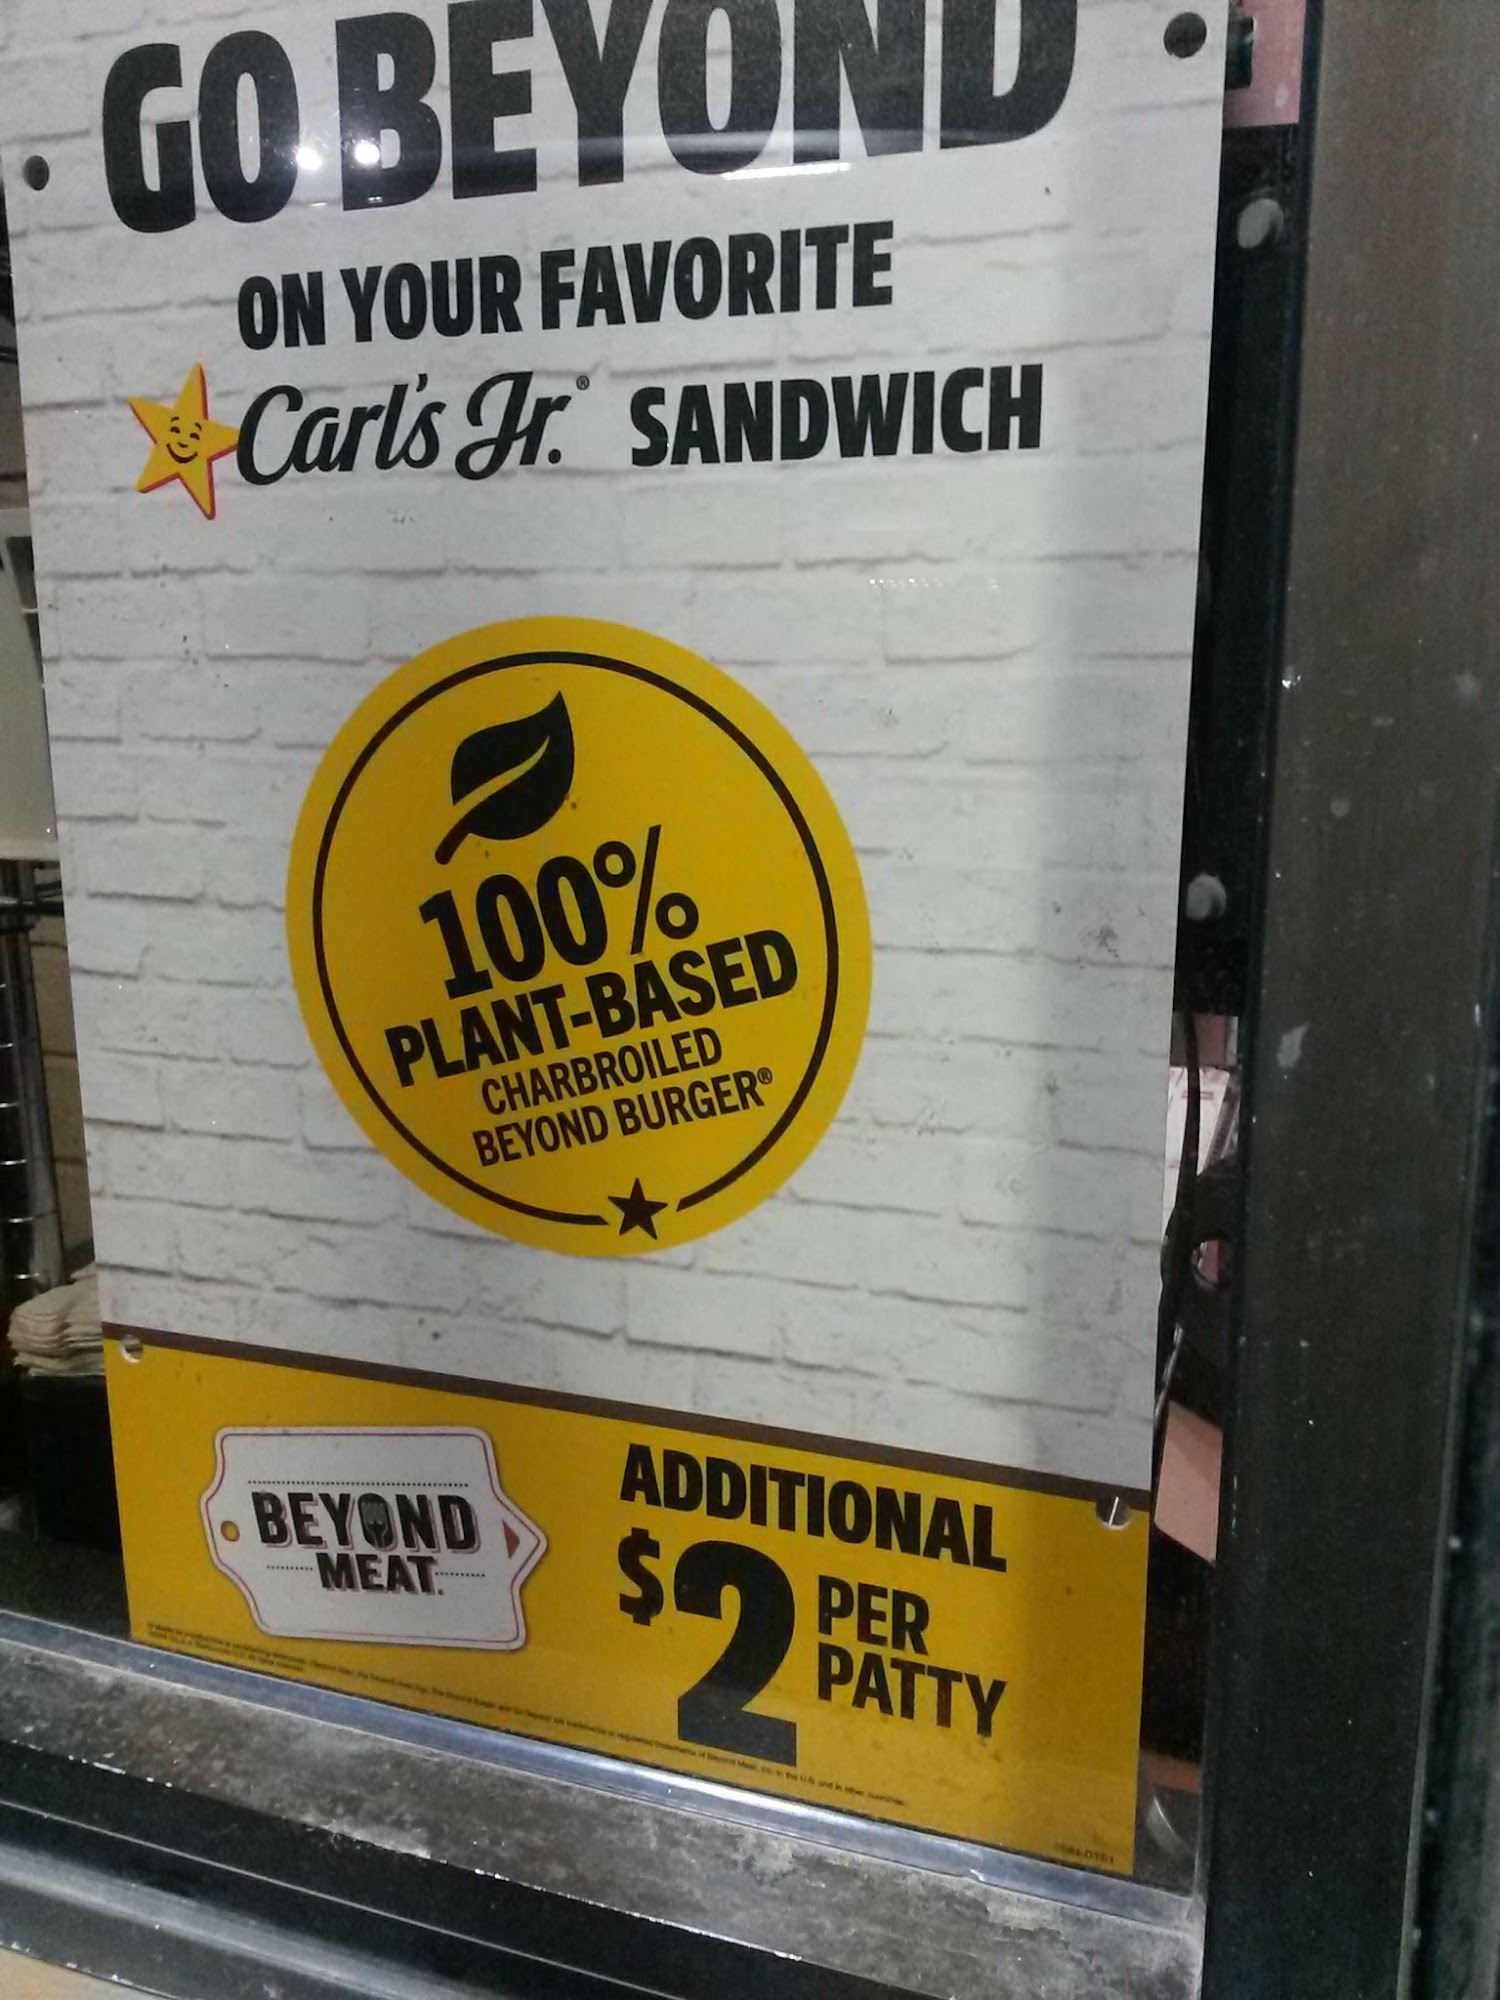 GO BEYOND
ON YOUR FAVORITE
Carl's Jr.® SANDWICH
100%
PLANT-BASED
CHARBROILED
BEYOND BURGER®
BEYOND
MEAT.
ADDITIONAL
$2 PER
PATTY